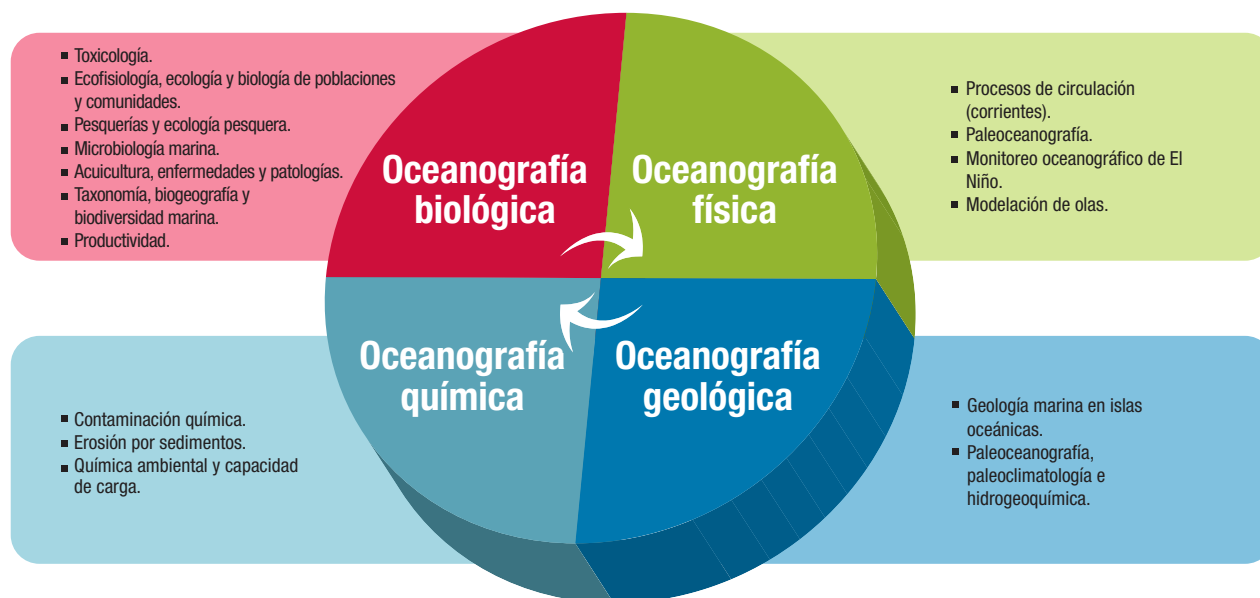 ▪ Toxicología.
▪ Ecofisiología, ecología y biología de poblaciones
y comunidades.
▪ Pesquerías y ecología pesquera.
▪ Microbiología marina.
▪ Acuicultura, enfermedades y patologías.
▪ Taxonomía, biogeografía y
biodiversidad marina.
▪ Productividad.
Oceanografía
biológica
Oceanografía
física
▪ Procesos de circulación
(corrientes).
▪ Paleoceanografía.
▪ Monitoreo oceanográfico de El
Niño.
▪ Modelación de olas.
▪ Contaminación química.
▪ Erosión por sedimentos.
▪ Química ambiental y capacidad
de carga.
Oceanografía
química
Oceanografía
geológica
▪ Geología marina en islas
oceánicas.
▪ Paleoceanografía,
paleoclimatología e
hidrogeoquímica.